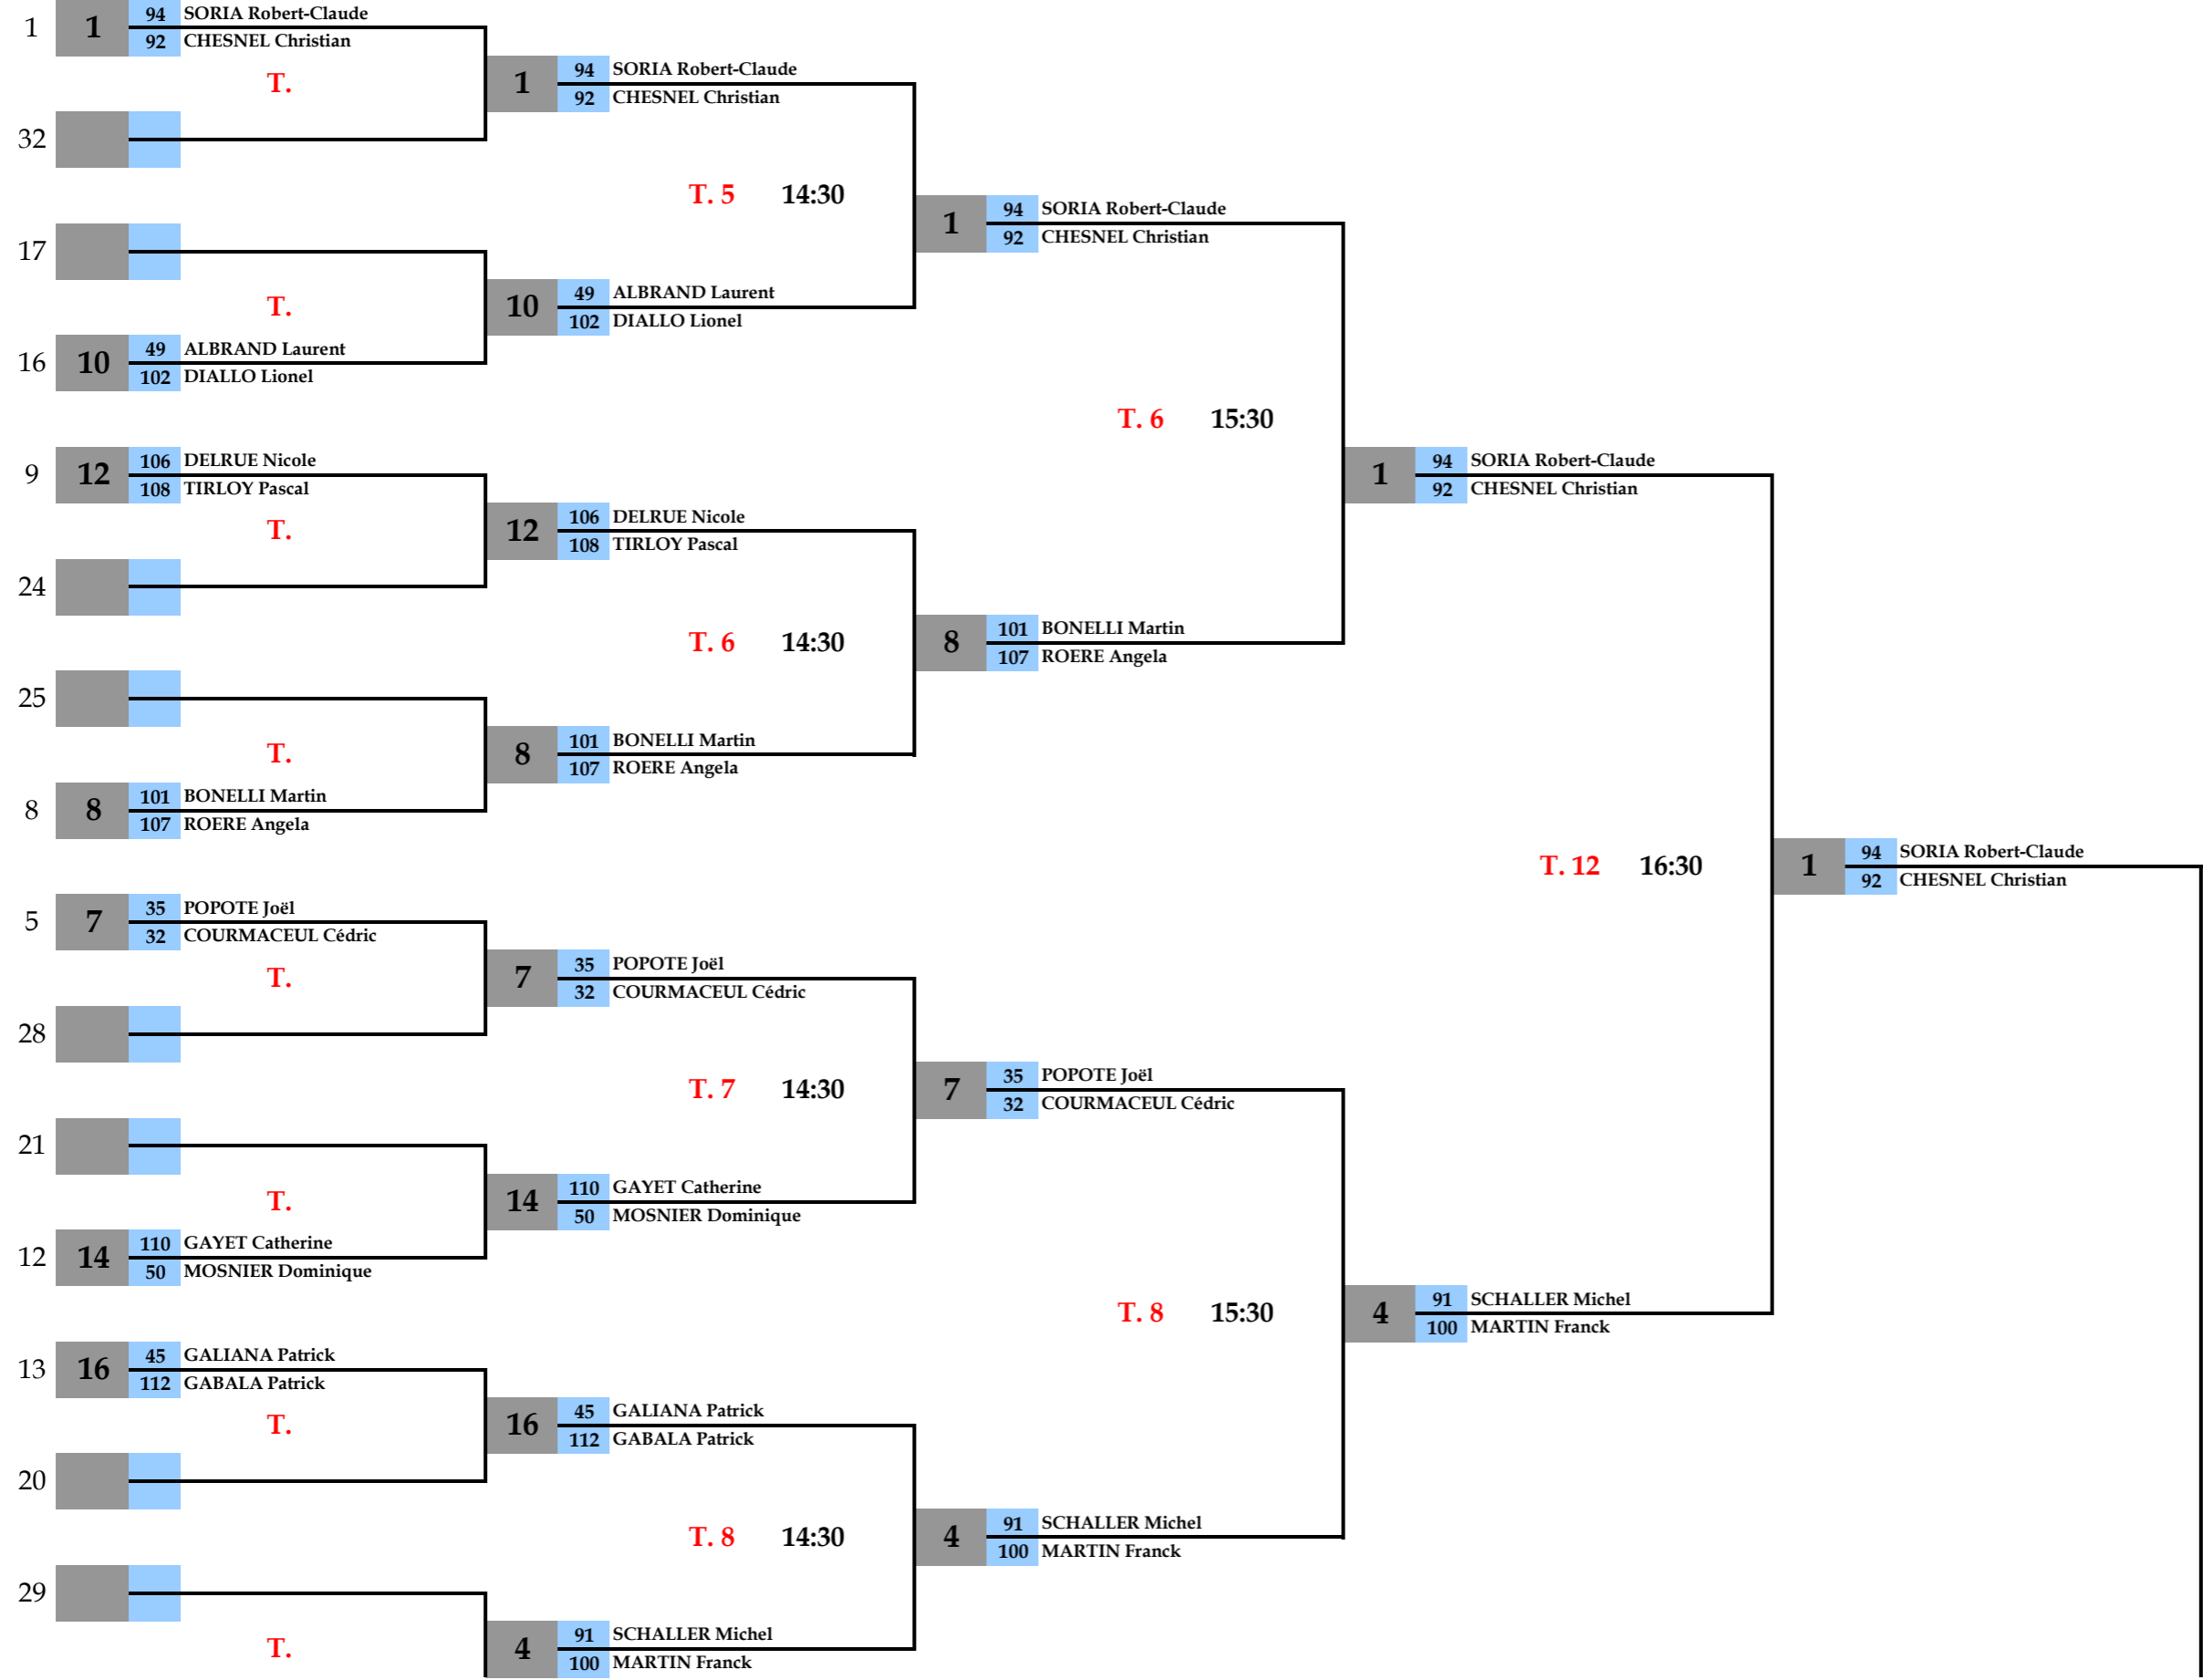 1 1 94 SORIA Robert-Claude
92 CHESNEL Christian
T.
1 94 SORIA Robert-Claude
92 CHESNEL Christian
32
T. 5 14:30
1 94 SORIA Robert-Claude
92 CHESNEL Christian
17
T.
10 49 ALBRAND Laurent
102 DIALLO Lionel
16 10 49 ALBRAND Laurent
102 DIALLO Lionel
T. 6 15:30
9 12 106 DELRUE Nicole
108 TIRLOY Pascal
1 94 SORIA Robert-Claude
92 CHESNEL Christian
T.
12 106 DELRUE Nicole
108 TIRLOY Pascal
24
T. 6 14:30
8 101 BONELLI Martin
107 ROERE Angela
25
T.
8 101 BONELLI Martin
107 ROERE Angela
8 8 101 BONELLI Martin
107 ROERE Angela
T. 12 16:30
1 94 SORIA Robert-Claude
92 CHESNEL Christian
5 7 35 POPOTE Joël
32 COURMACEUL Cédric
T.
7 35 POPOTE Joël
32 COURMACEUL Cédric
28
T. 7 14:30
7 35 POPOTE Joël
32 COURMACEUL Cédric
21
T.
14 110 GAYET Catherine
50 MOSNIER Dominique
12 14 110 GAYET Catherine
50 MOSNIER Dominique
T. 8 15:30
4 91 SCHALLER Michel
100 MARTIN Franck
13 16 45 GALIANA Patrick
112 GABALA Patrick
T.
16 45 GALIANA Patrick
112 GABALA Patrick
20
T. 8 14:30
4 91 SCHALLER Michel
100 MARTIN Franck
29
T.
4 91 SCHALLER Michel
100 MARTIN Franck